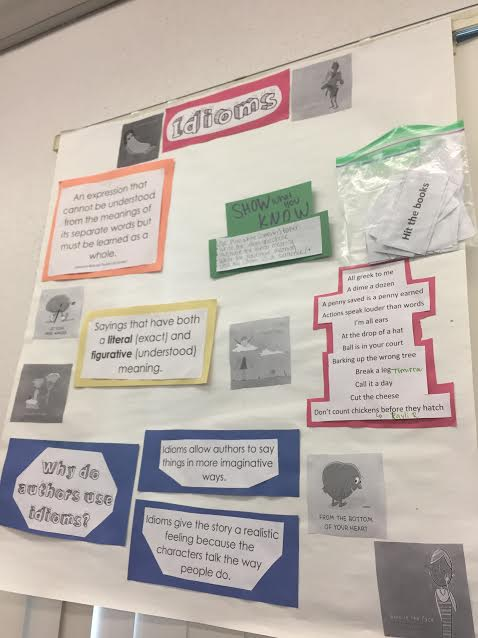 Idioms
An expression that
cannot be understood
from the meanings of
its separate words but
must be learned as a
whole.
SHOW what
you
KNOW
Hit the books
All greek to me
A dime a dozen
A penny saved is a penny earned
Actions speak louder than words
I'm all ears
At the drop of a hat
Ball is in your court
Barking up the wrong tree
Break a leg
Call it a day
Cut the cheese
Don't count chickens before they hatch
Sayings that have both
a literal (exact) and
figurative (understood)
meaning.
Why do
authors use
idioms?
Idioms allow authors to say
things in more imaginative
ways.
Idioms give the story a realistic
feeling because the
characters talk the way
people do.
FROM THE BOTTOM
OF YOUR HEART
in the face